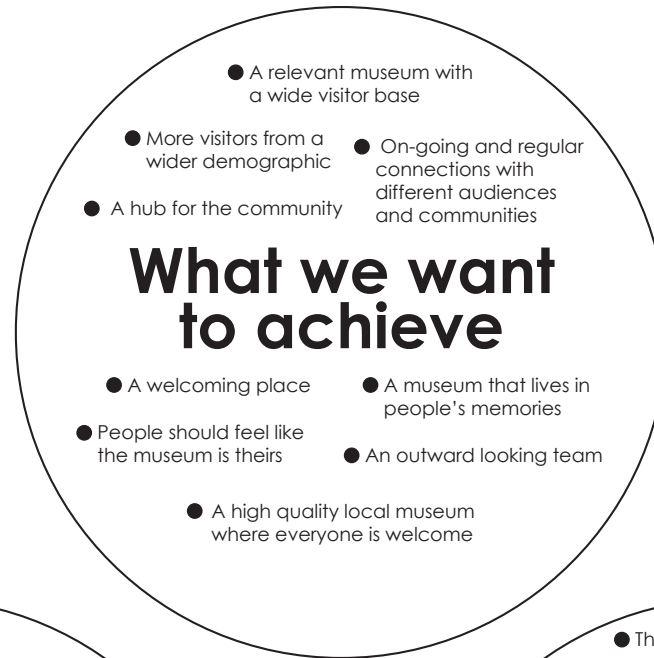 ● A relevant museum with
a wide visitor base
● More visitors from a
wider demographic
● On-going and regular
connections with
different audiences
and communities
● A hub for the community
What we want
to achieve
● A welcoming place
● A museum that lives in
people's memories
● People should feel like
the museum is theirs
● An outward looking team
● A high quality local museum
where everyone is welcome